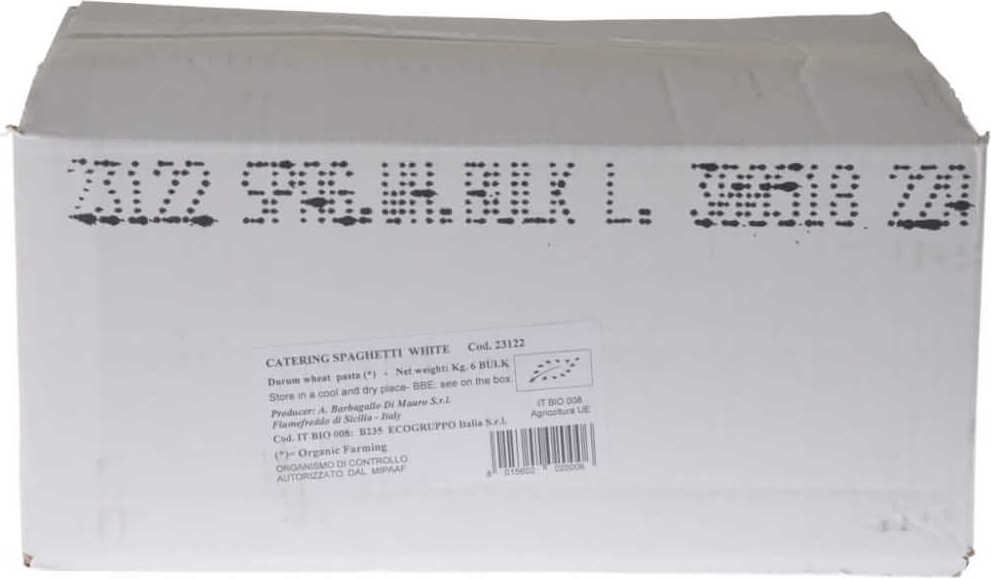 23122 SPAG.WH.BULK L.
CATERING SPAGHETTI WHITE Cod. 23122
Durum wheat pasta (*) - Net weight: Kg. 6 BULK
Store in a cool and dry place- BBE: see on the box.
Producer: A. Barbagallo Di Mauro S.r.l.
Fiumefreddo di Sicilia - Italy
Cod. IT BIO 008: B235 ECOGRUPPO Italia S.r.l.
(*)= Organic Farming
ORGANISMO DI CONTROLLO
AUTORIZZATO DAL MIPAAF
IT BIO 008
Agricoltura UE